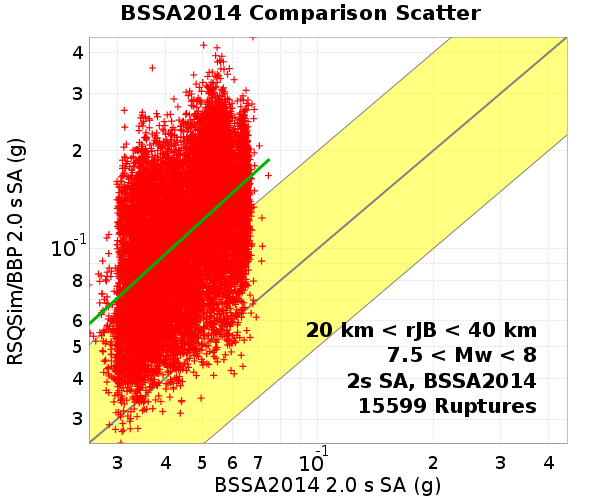 BSSA2014 Comparison Scatter
RSQSim/BBP 2.0 s SA (g)
4
3
2
10-1
8
6
5
4
3
20 km < rJB < 40 km
7.5 < Mw < 8
2s SA, BSSA2014
15599 Ruptures
3 4 5 6 7 10-1 2 3 4
BSSA2014 2.0 s SA (g)